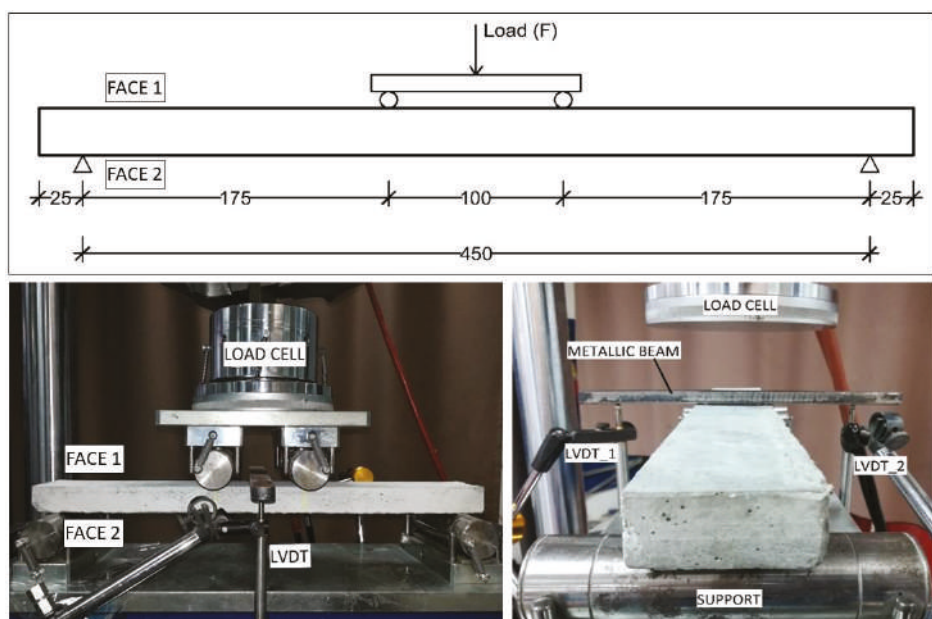 Load (F)
FACE 1
FACE 2
25
175
100
175
25
450
LOAD CELL
FACE 1
FACE 2
LVDT
LOAD CELL
METALLIC BEAM
LVDT_1
LVDT_2
SUPPORT